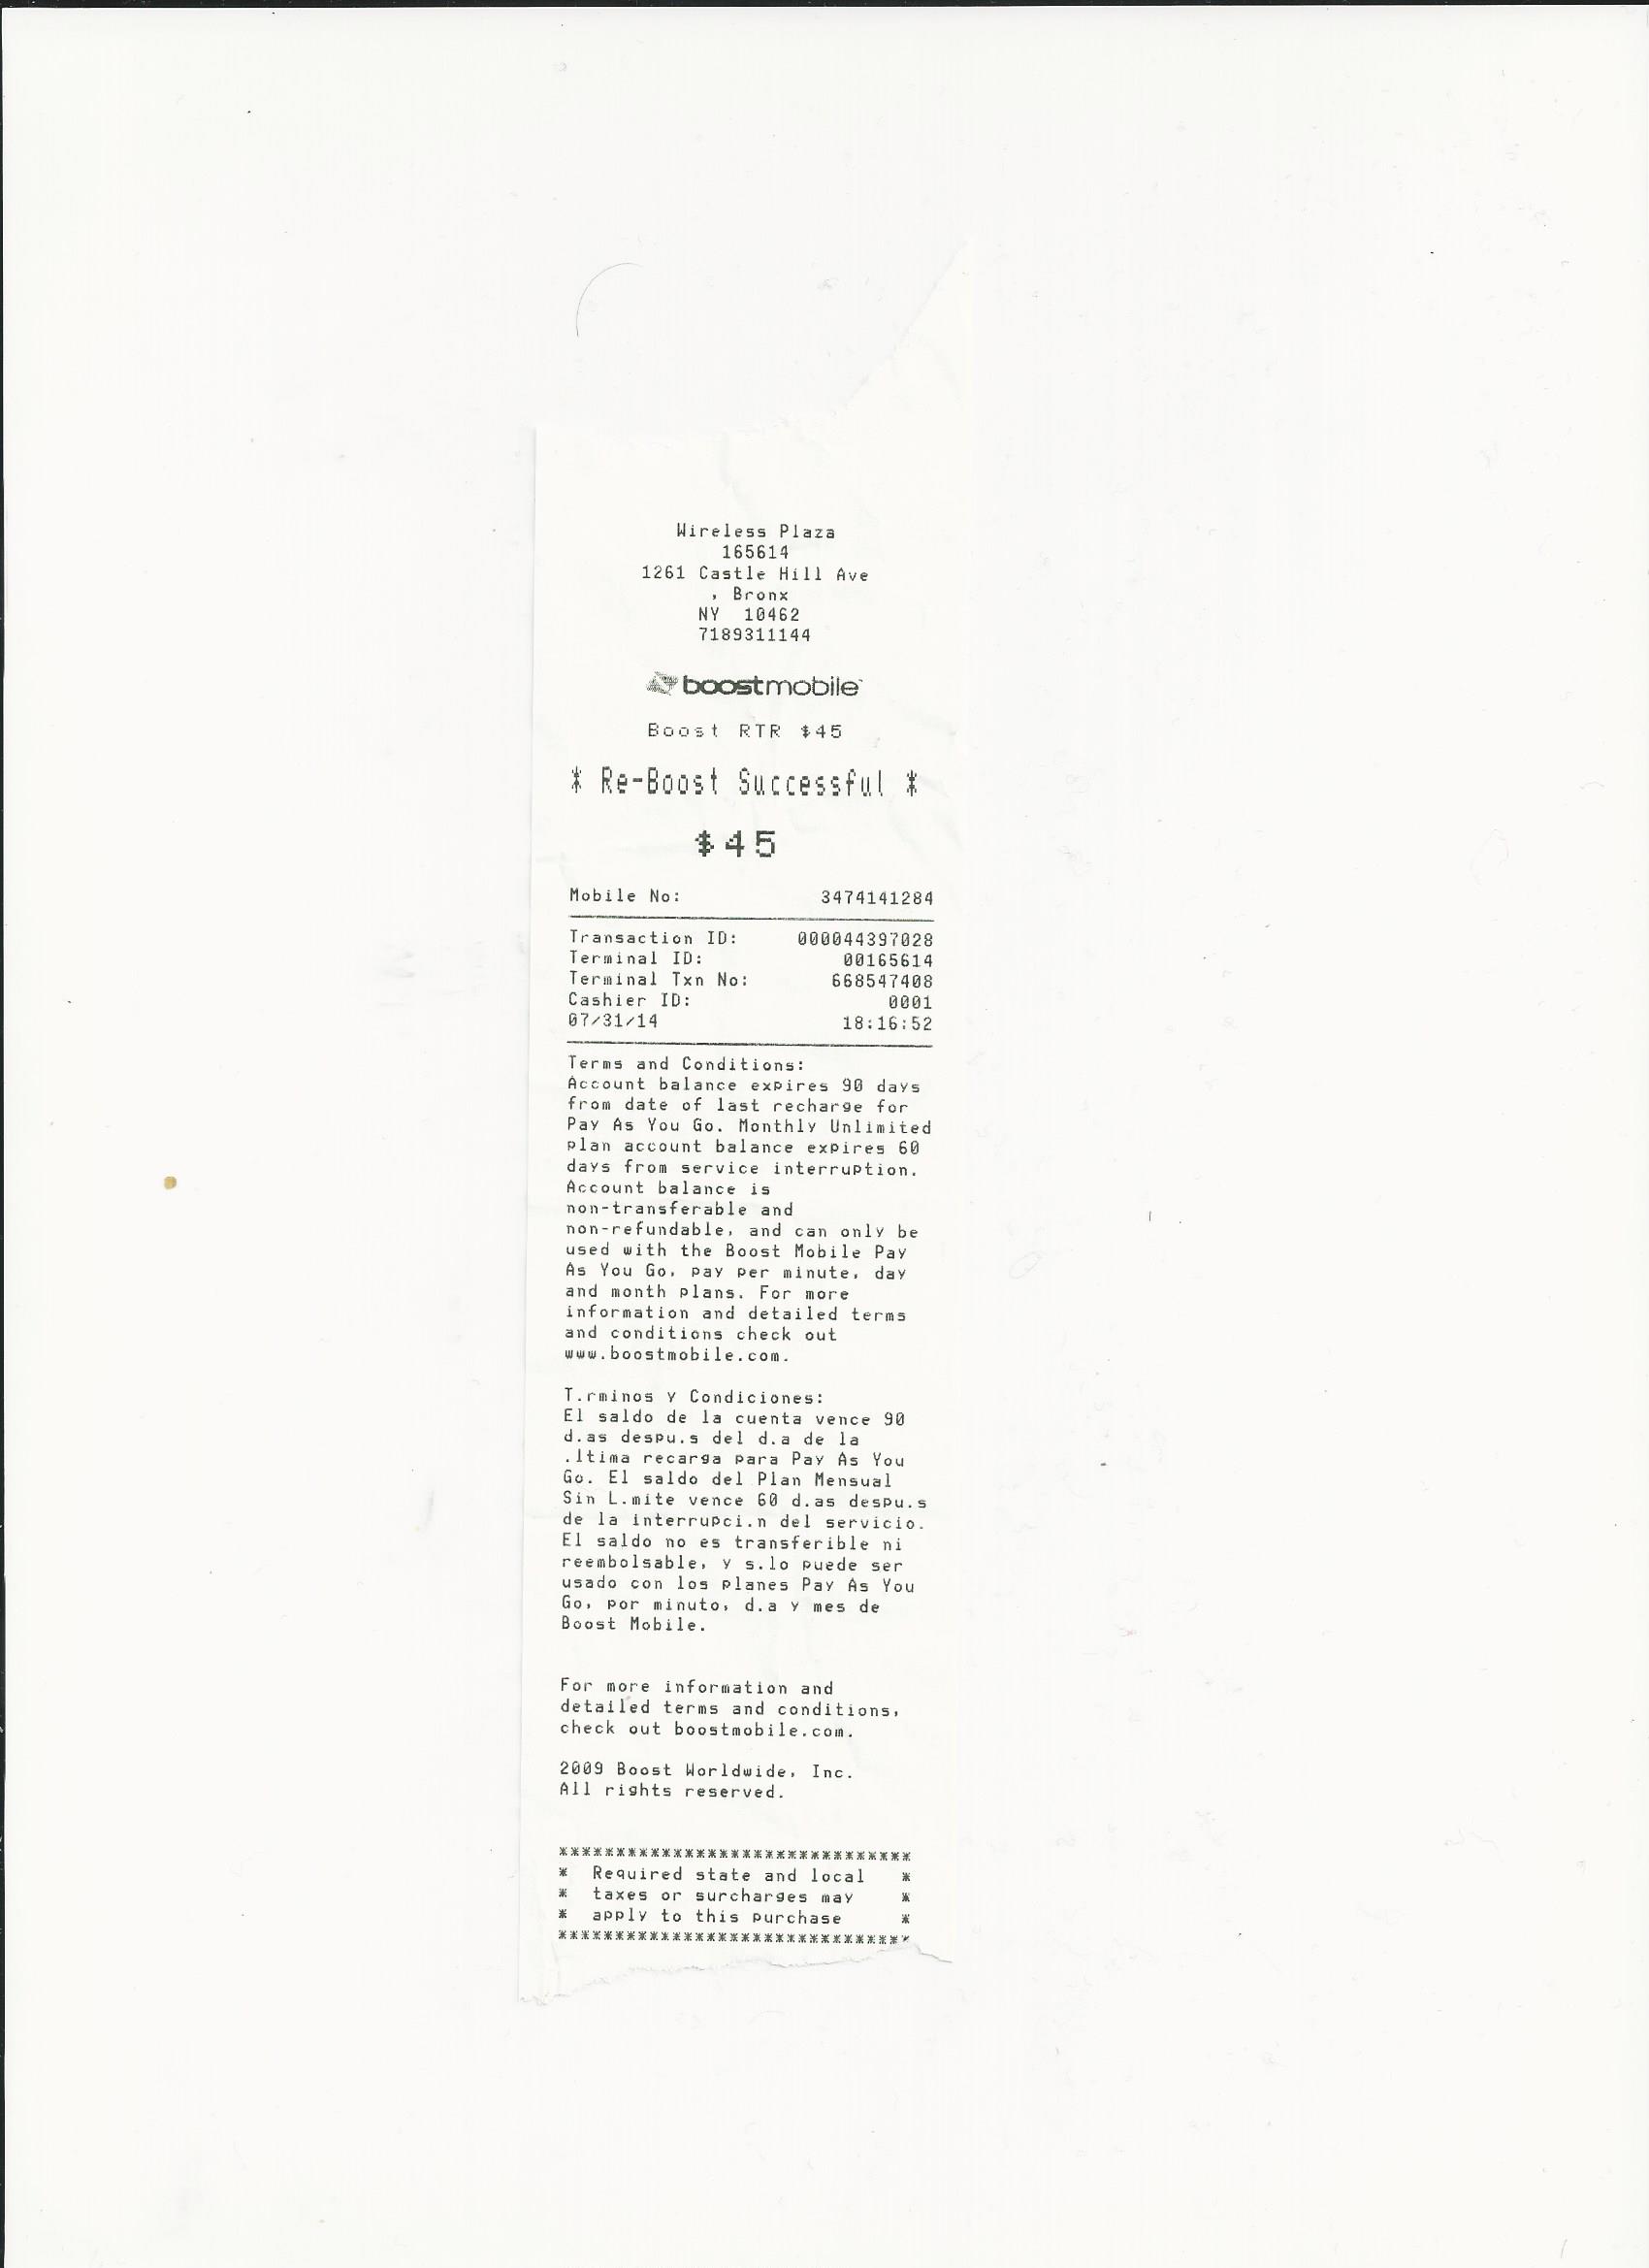 Wireless Plaza
165614
1261 Castle Hill Ave
, Bronx
NY 10462
7189311144
boostmobile
Boost RTR $45
* Re-Boost Successful *
$45
Mobile No: 3474141284
Transaction ID: 000044397028
Terminal ID: 00165614
Terminal Txn No: 668547408
Cashier ID: 0001
07/31/14 18:16:52
Terms and Conditions:
Account balance expires 90 days
from date of last recharge for
Pay As You Go. Monthly Unlimited
plan account balance expires 60
days from service interruption.
Account balance is
non-transferable and
non-refundable, and can only be
used with the Boost Mobile Pay
As You Go, pay per minute, day
and month plans. For more
information and detailed terms
and conditions check out
www.boostmobile.com.
T.rminos y Condiciones:
El saldo de la cuenta vence 90
d.as despu.s del d.a de la
.ltima recarga para Pay As You
Go. El saldo del Plan Mensual
Sin L.mite vence 60 d.as despu.s
de la interrupci.n del servicio.
El saldo no es transferible ni
reembolsable, y s.lo puede ser
usado con los planes Pay As You
Go, por minuto, d.a y mes de
Boost Mobile.
For more information and
detailed terms and conditions,
check out boostmobile.com.
2009 Boost Worldwide, Inc.
All rights reserved.
*******************************
* Required state and local *
* taxes or surcharges may *
* apply to this purchase *
*******************************